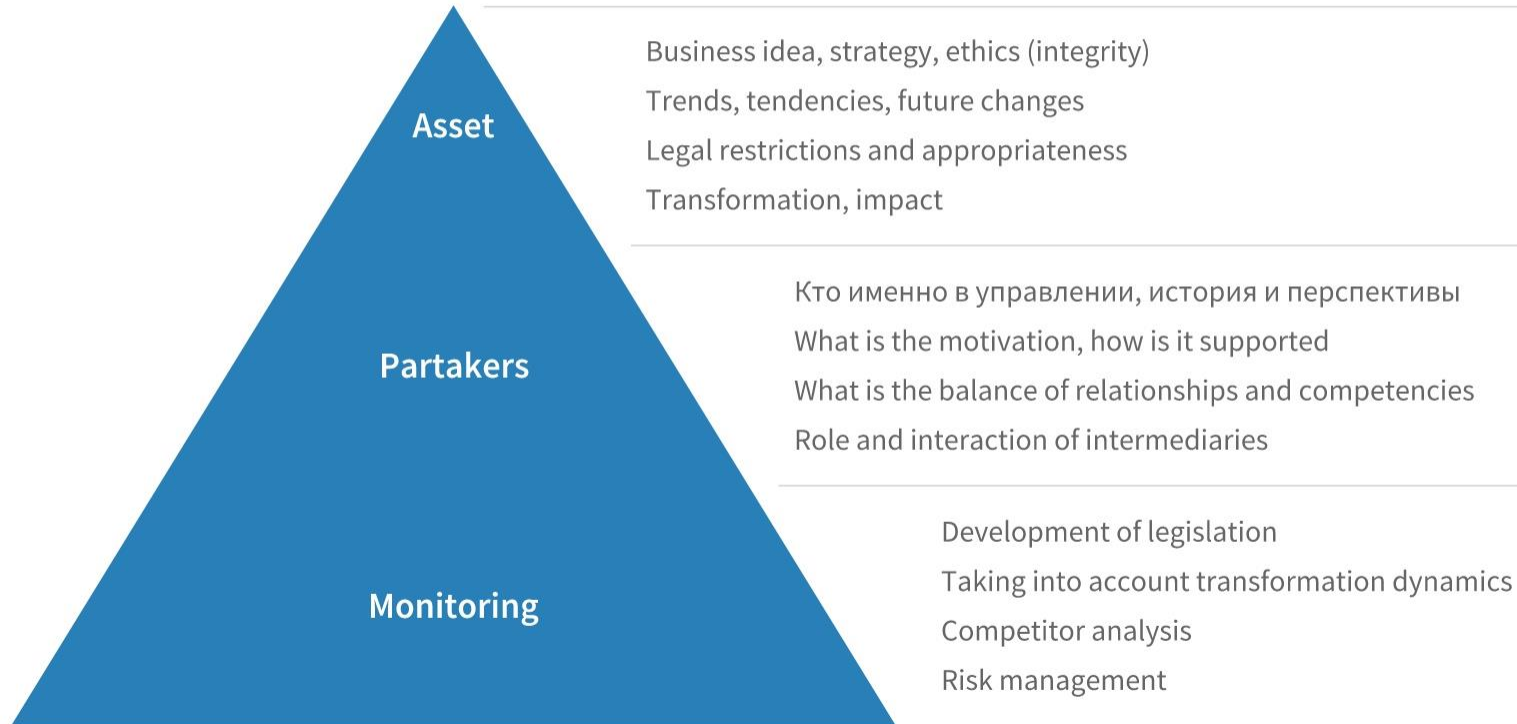 Asset
Business idea, strategy, ethics (integrity)
Trends, tendencies, future changes
Legal restrictions and appropriateness
Transformation, impact
Partakers
Кто именно в управлении, история и перспективы
What is the motivation, how is it supported
What is the balance of relationships and competencies
Role and interaction of intermediaries
Monitoring
Development of legislation
Taking into account transformation dynamics
Competitor analysis
Risk management